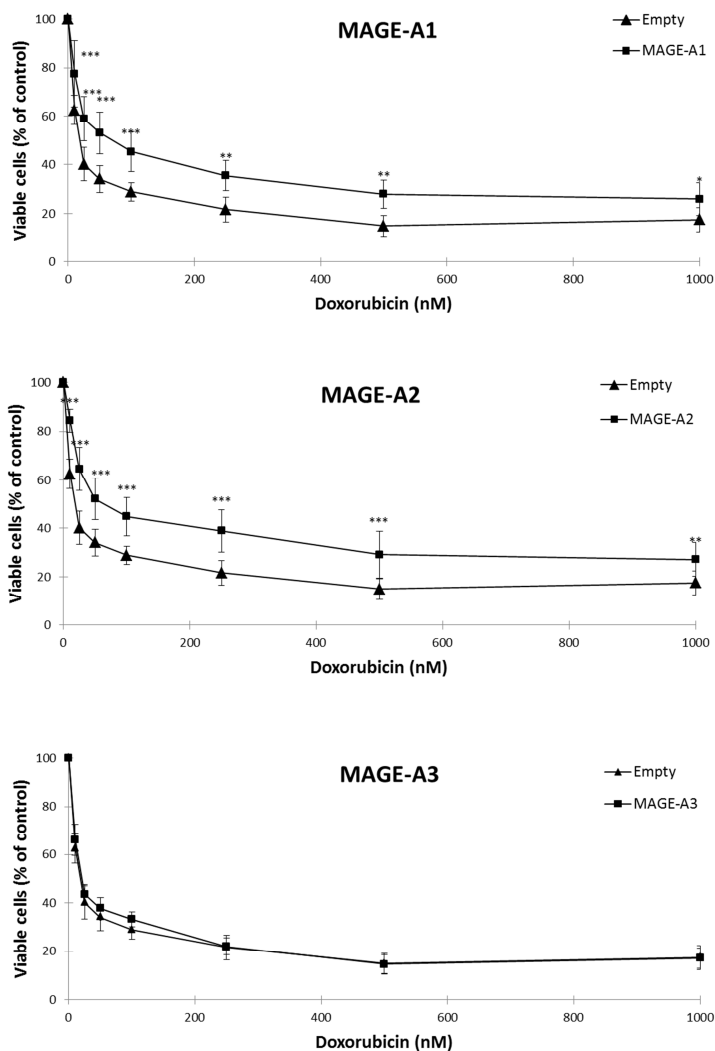 MAGE-A1
Empty
MAGE-A1
Viable cells (% of control)
100
80
60
40
20
0
***
***
***
***
**
**
*
0 200 400 600 800 1000
Doxorubicin (nM)
MAGE-A2
Empty
MAGE-A2
Viable cells (% of control)
100
80
60
40
20
0
***
***
***
***
***
***
**
0 200 400 600 800 1000
Doxorubicin (nM)
MAGE-A3
Empty
MAGE-A3
Viable cells (% of control)
100
80
60
40
20
0
0 200 400 600 800 1000
Doxorubicin (nM)